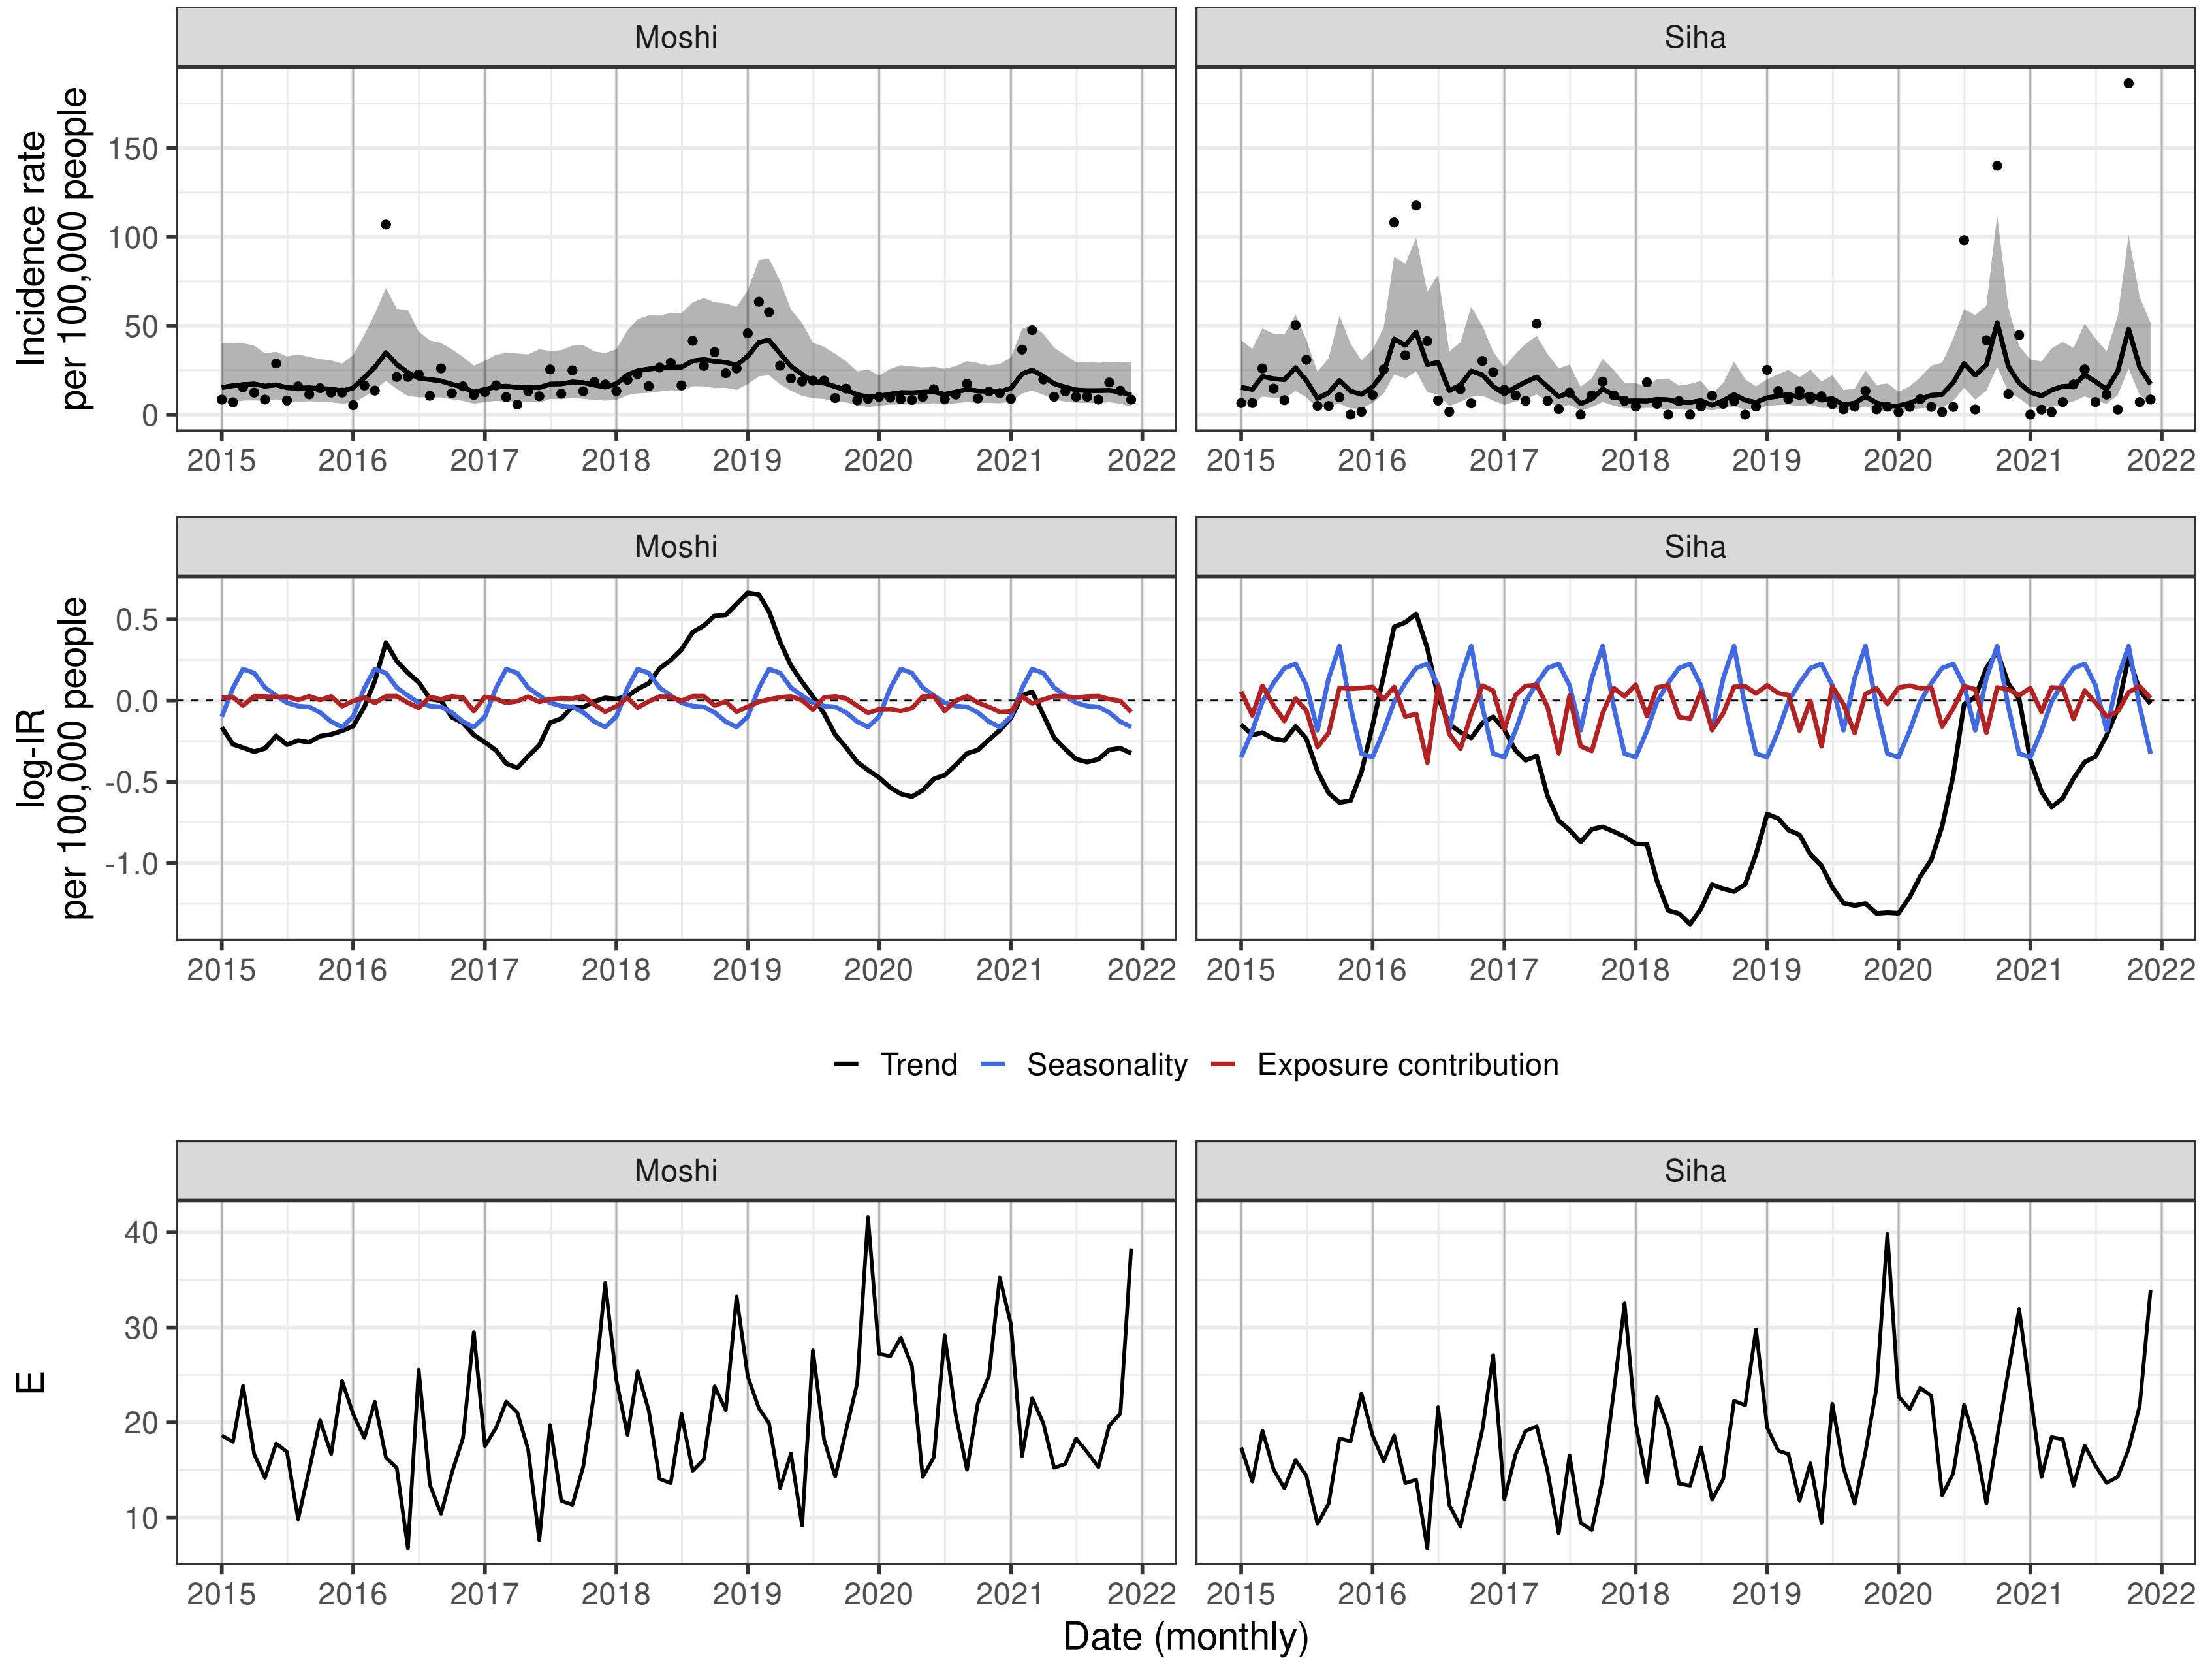 Moshi
Siha
Incidence rate
per 100,000 people
150
100
50
0
2015 2016 2017 2018 2019 2020 2021 2022
2015 2016 2017 2018 2019 2020 2021 2022
Moshi
Siha
log-IR
per 100,000 people
0.5
0.0
-0.5
-1.0
2015 2016 2017 2018 2019 2020 2021 2022
2015 2016 2017 2018 2019 2020 2021 2022
Trend Seasonality Exposure contribution
Moshi
Siha
E
40
30
20
10
2015 2016 2017 2018 2019 2020 2021 2022
2015 2016 2017 2018 2019 2020 2021 2022
Date (monthly)